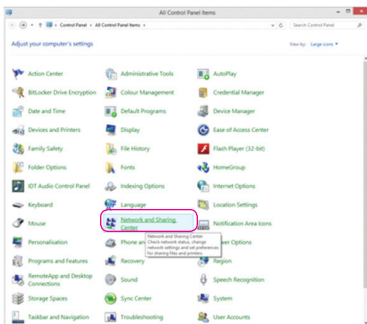 All Control Panel Items
Control Panel
All Control Panel Items
Search Control Panel
Adjust your computer's settings
View by: Large icons
Action Center
Administrative Tools
AutoPlay
BitLocker Drive Encryption
Colour Management
Credential Manager
Date and Time
Default Programs
Device Manager
Devices and Printers
Display
Ease of Access Center
Family Safety
File History
Flash Player (32-bit)
Folder Options
Fonts
HomeGroup
IDT Audio Control Panel
Indexing Options
Internet Options
Keyboard
Language
Location Settings
Mouse
Network and Sharing
Center
Notification Area Icons
Personalisation
Phone an
er Options
Network and Sharing Center
Check network status, change
network settings and set preferences
for sharing files and printers.
Programs and Features
Recovery
Region
RemoteApp and Desktop
Connections
Sound
Speech Recognition
Storage Spaces
Sync Center
System
Taskbar and Navigation
Troubleshooting
User Accounts